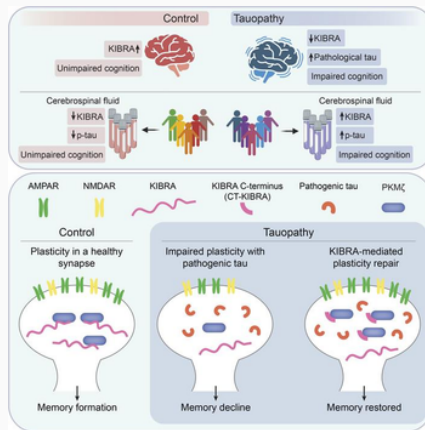 Control
Tauopathy
KIBRA↑
Unimpaired cognition
↓KIBRA
↑Pathological tau
Impaired cognition
Cerebrospinal fluid
↓KIBRA
↓p-tau
Unimpaired cognition
Cerebrospinal fluid
↑KIBRA
↑p-tau
Impaired cognition
AMPAR
NMDAR
KIBRA
KIBRA C-terminus
(CT-KIBRA)
Pathogenic tau
PKMζ
Control
Plasticity in a healthy
synapse
Memory formation
Tauopathy
Impaired plasticity with
pathogenic tau
Memory decline
KIBRA-mediated
plasticity repair
Memory restored